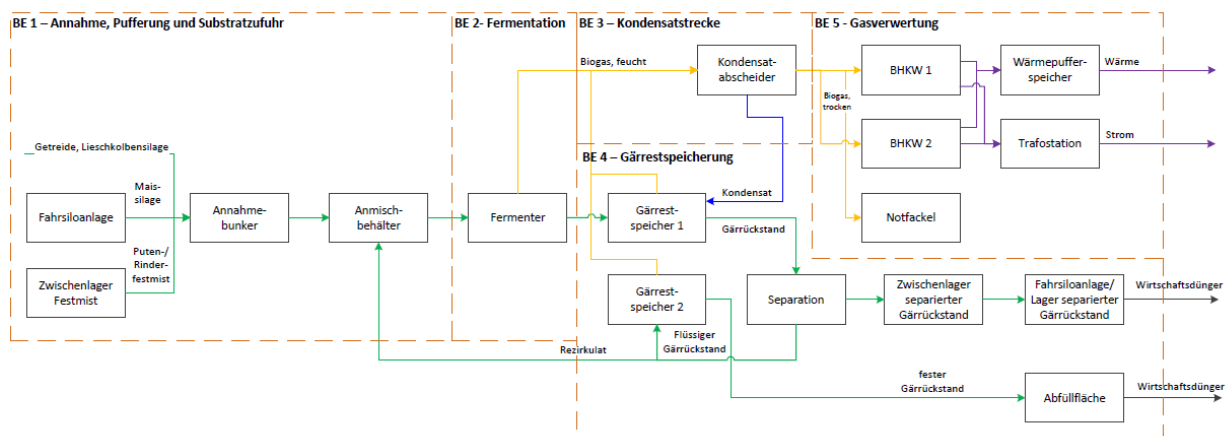 BE 1 – Annahme, Pufferung und Substratzufuhr
BE 2- Fermentation
BE 3 – Kondensatstrecke
BE 5 - Gasverwertung
Biogas, feucht
Kondensat-
abscheider
BHKW 1
Wärmepuffer-
speicher
Wärme
Biogas,
trocken
Getreide, Lieschkolbensilage
BHKW 2
Trafostation
Strom
BE 4 – Gärrestspeicherung
Mais-
silage
Kondensat
Fahrsiloanlage
Annahme-
bunker
Anmisch-
behälter
Fermenter
Gärrest-
speicher 1
Notfackel
Gärrückstand
Puten-/
Rinder-
festmist
Zwischenlager
Festmist
Gärrest-
speicher 2
Separation
Zwischenlager
separierter
Gärrückstand
Fahrsiloanlage/
Lager separierter
Gärrückstand
Wirtschaftsdünger
Flüssiger
Gärrückstand
Rezirkulat
fester
Gärrückstand
Abfüllfläche
Wirtschaftsdünger